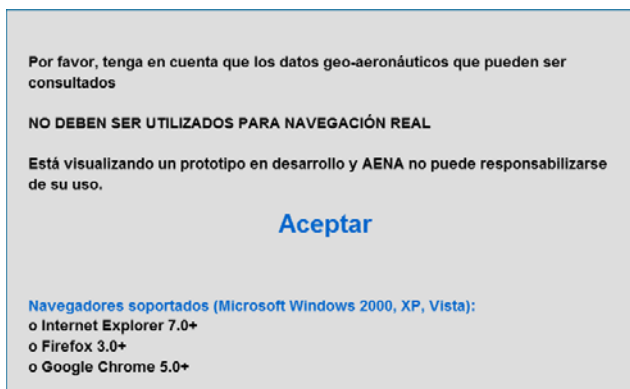 Por favor, tenga en cuenta que los datos geo-aeronáuticos que pueden ser
consultados
NO DEBEN SER UTILIZADOS PARA NAVEGACIÓN REAL
Está visualizando un prototipo en desarrollo y AENA no puede responsabilizarse
de su uso.
Aceptar
Navegadores soportados (Microsoft Windows 2000, XP, Vista):
o Internet Explorer 7.0+
o Firefox 3.0+
o Google Chrome 5.0+